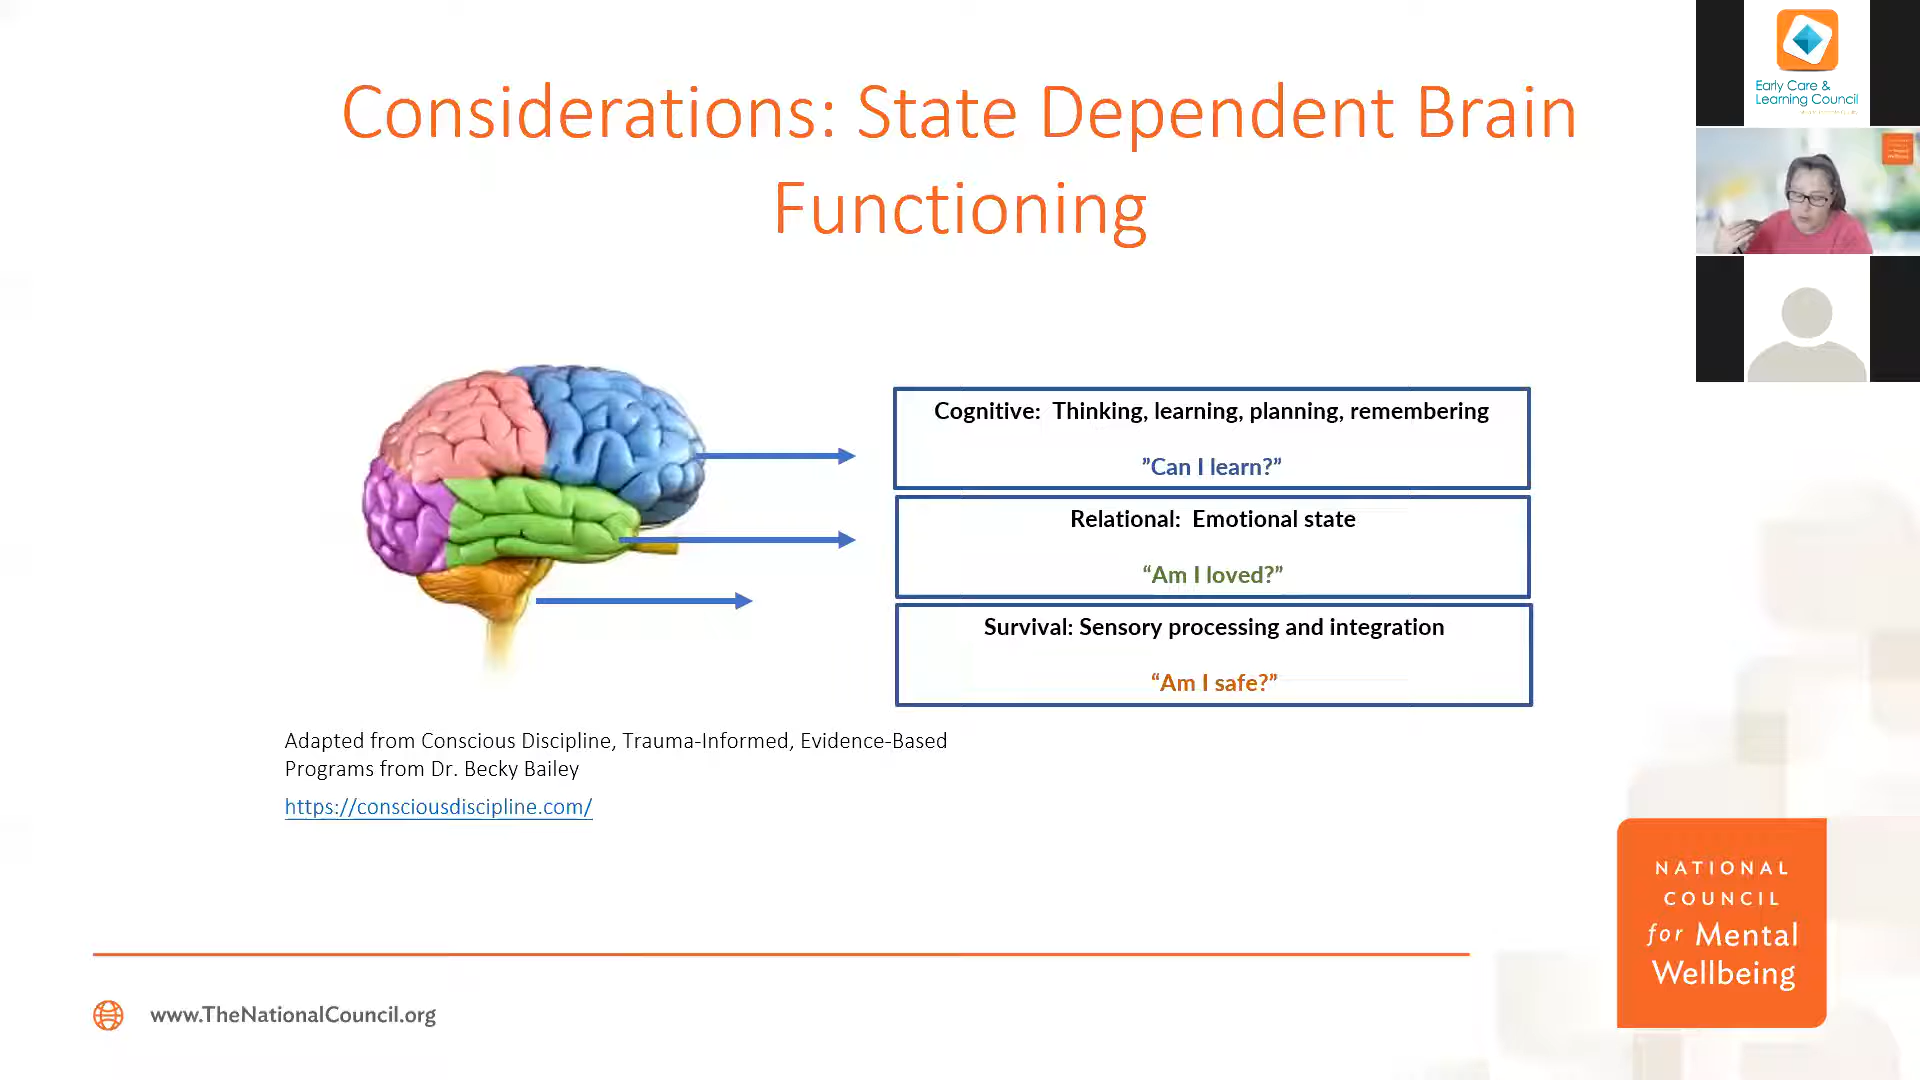 Considerations: State Dependent Brain
Functioning
Early Care &
Learning Council
Cognitive:  Thinking, learning, planning, remembering
”Can I learn?”
Relational:  Emotional state
“Am I loved?”
Survival: Sensory processing and integration
“Am I safe?”
Adapted from Conscious Discipline, Trauma-Informed, Evidence-Based
Programs from Dr. Becky Bailey
https://consciousdiscipline.com/
NATIONAL
COUNCIL
for Mental
Wellbeing
www.TheNationalCouncil.org